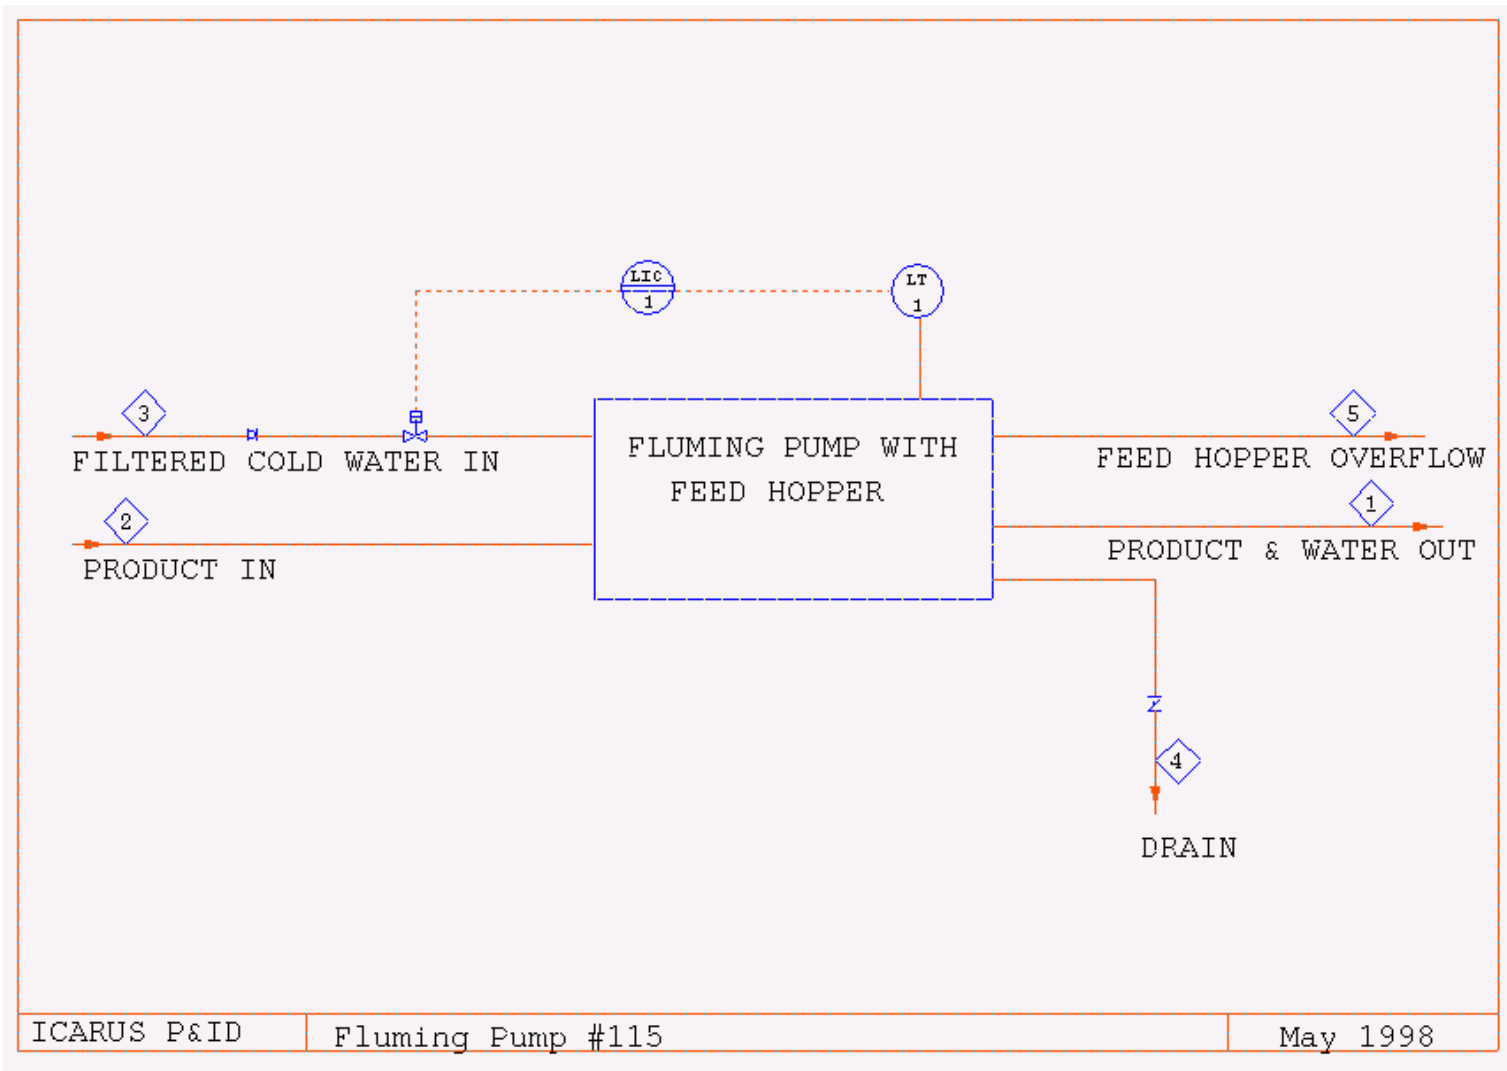 LIC
1
LT
1
3
FILTERED COLD WATER IN
2
PRODUCT IN
FLUMING PUMP WITH
FEED HOPPER
5
FEED HOPPER OVERFLOW
1
PRODUCT & WATER OUT
4
DRAIN
ICARUS P&ID
Fluming Pump #115
May 1998